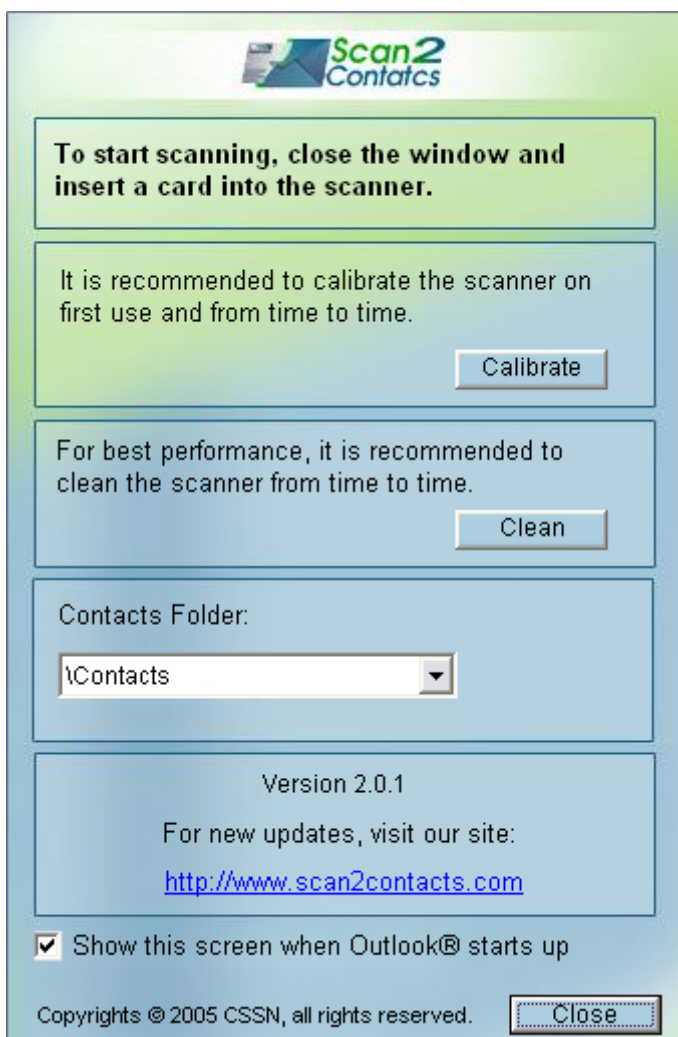 Scan2
Contatcs
To start scanning, close the window and
insert a card into the scanner.
It is recommended to calibrate the scanner on
first use and from time to time.
Calibrate
For best performance, it is recommended to
clean the scanner from time to time.
Clean
Contacts Folder:
\Contacts
Version 2.0.1
For new updates, visit our site:
http://www.scan2contacts.com
Show this screen when Outlook® starts up
Copyrights © 2005 CSSN, all rights reserved.
Close